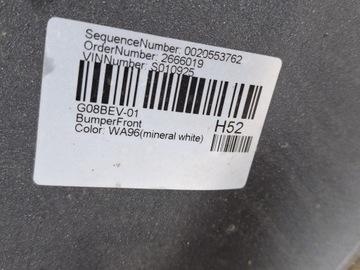 SequenceNumber: 0020553762
OrderNumber: 2666019
VINNumber: S010925
G08BEV-01
BumperFront
Color: WA96(mineral white)
H52